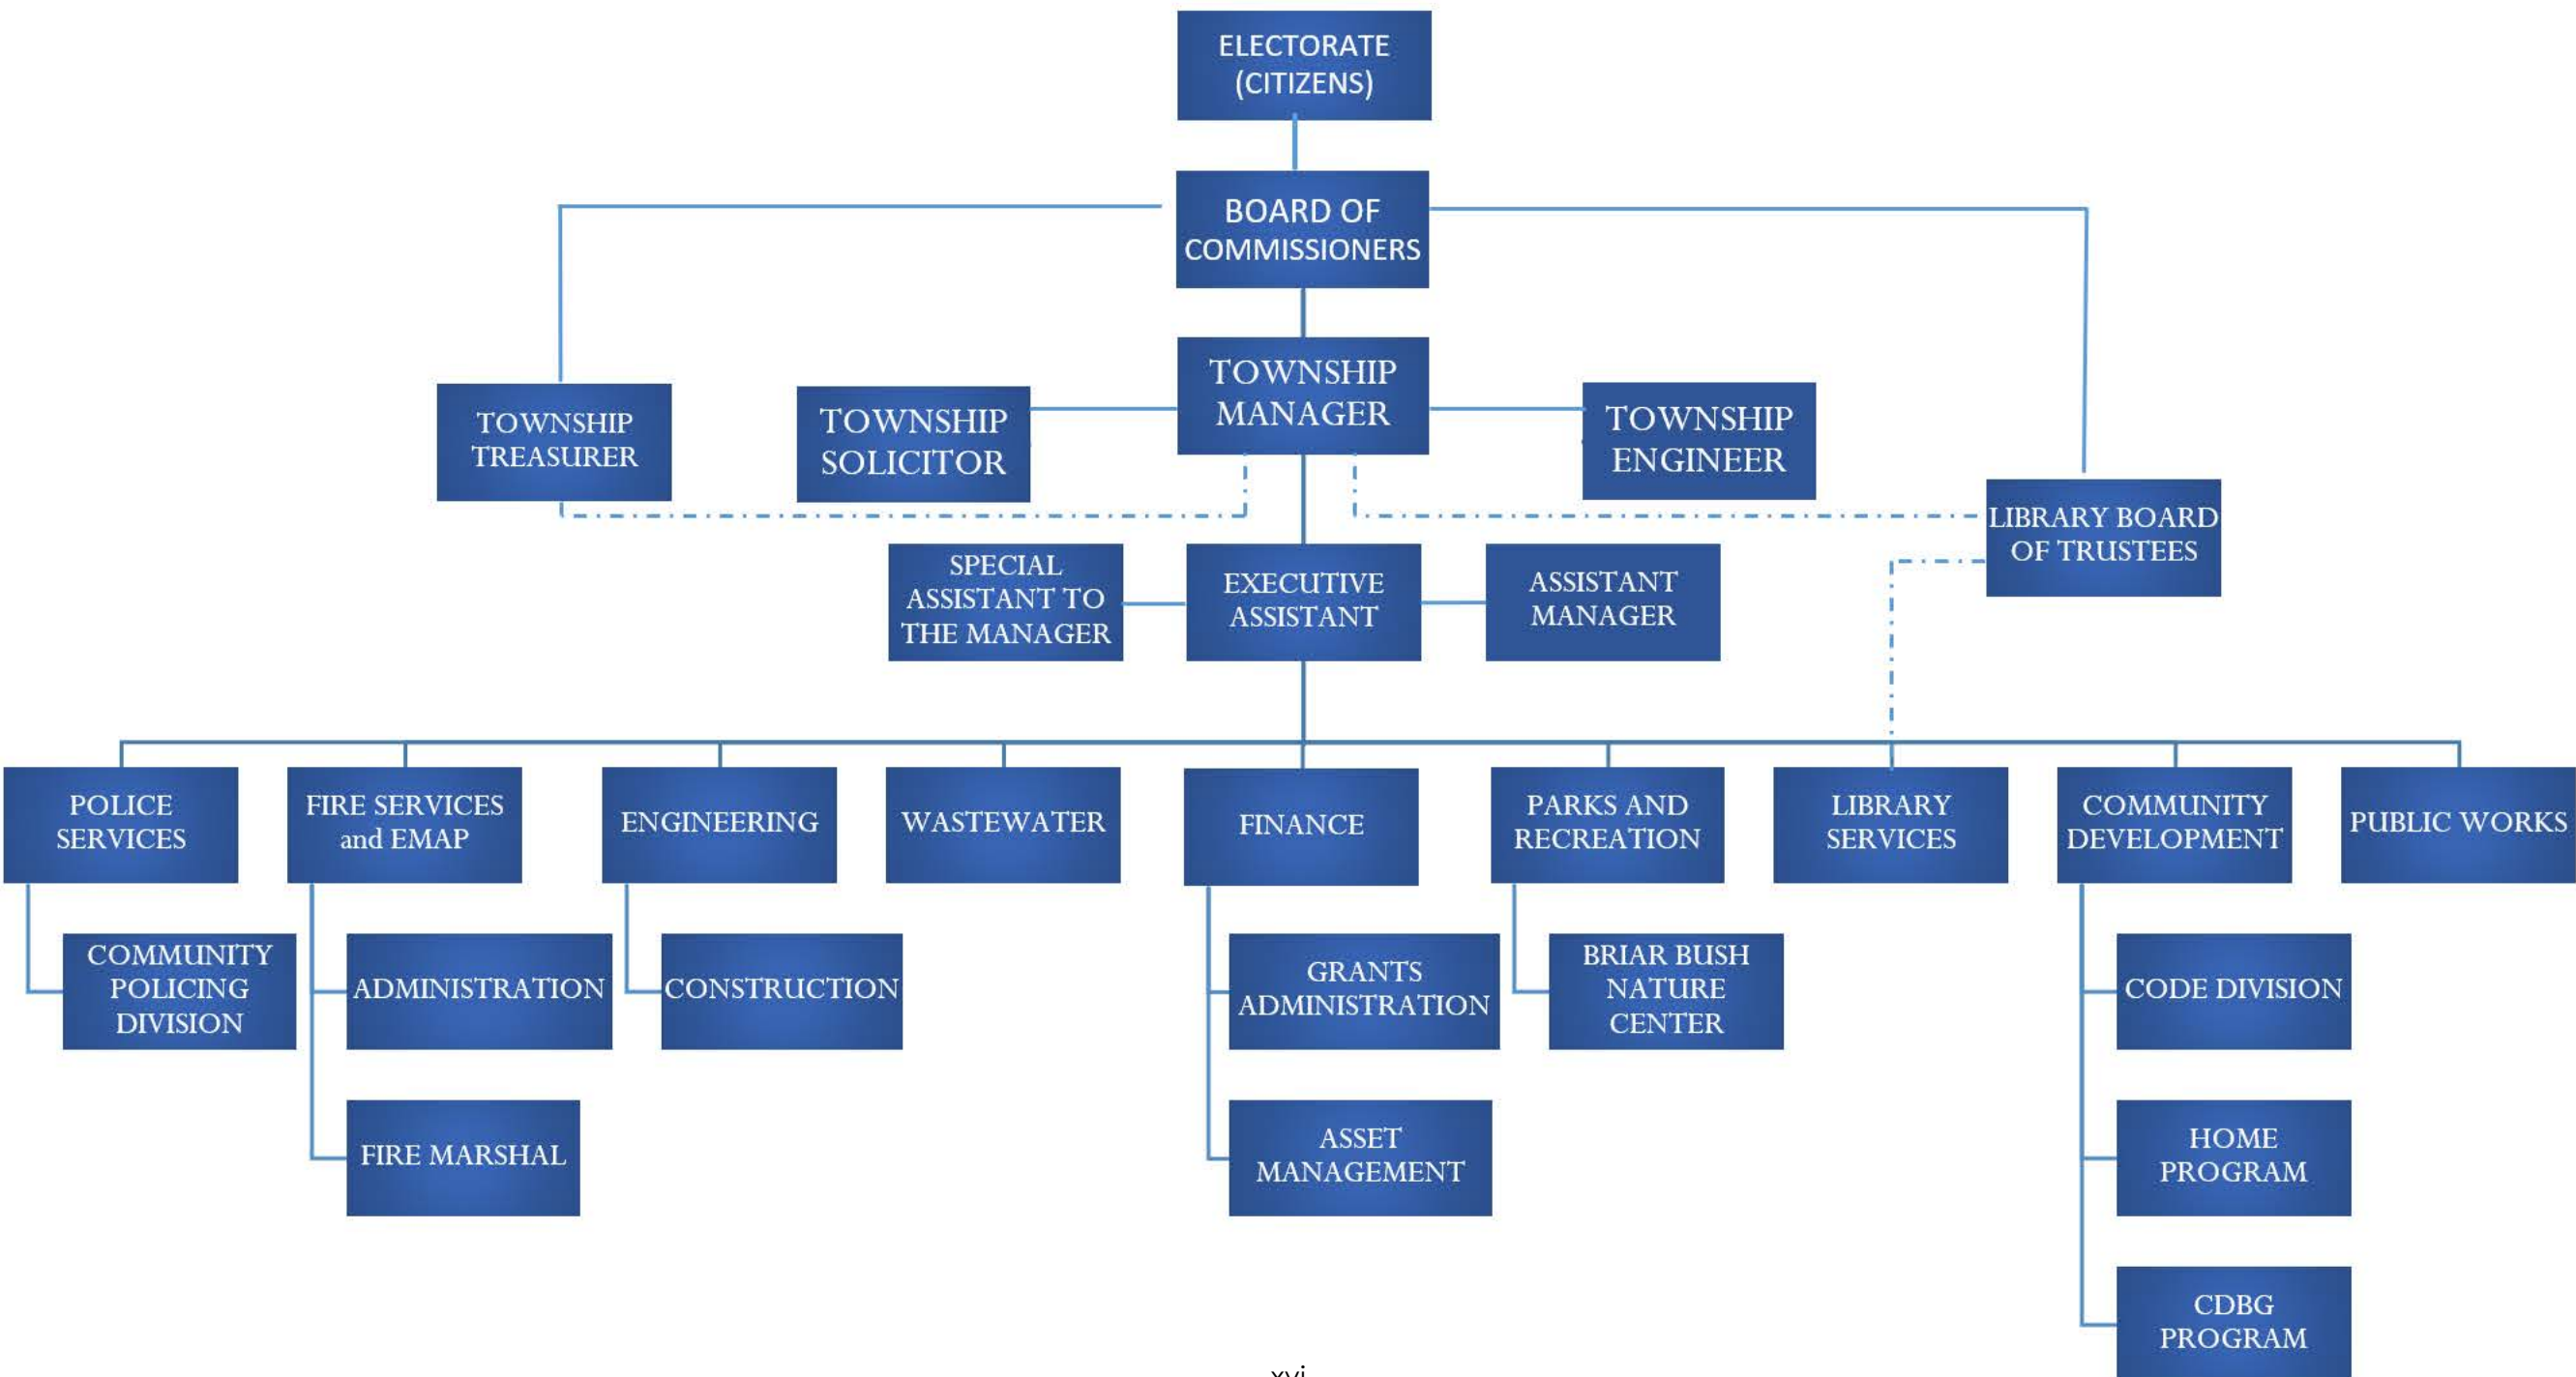 ELECTORATE
(CITIZENS)
BOARD OF
COMMISSIONERS
TOWNSHIP
MANAGER
TOWNSHIP
TREASURER
TOWNSHIP
SOLICITOR
TOWNSHIP
ENGINEER
LIBRARY BOARD
OF TRUSTEES
SPECIAL
ASSISTANT TO
THE MANAGER
EXECUTIVE
ASSISTANT
ASSISTANT
MANAGER
POLICE
SERVICES
FIRE SERVICES
and EMAP
ENGINEERING
WASTEWATER
FINANCE
PARKS AND
RECREATION
LIBRARY
SERVICES
COMMUNITY
DEVELOPMENT
PUBLIC WORKS
COMMUNITY
POLICING
DIVISION
ADMINISTRATION
CONSTRUCTION
GRANTS
ADMINISTRATION
BRIAR BUSH
NATURE
CENTER
CODE DIVISION
FIRE MARSHAL
ASSET
MANAGEMENT
HOME
PROGRAM
CDBG
PROGRAM
xvi